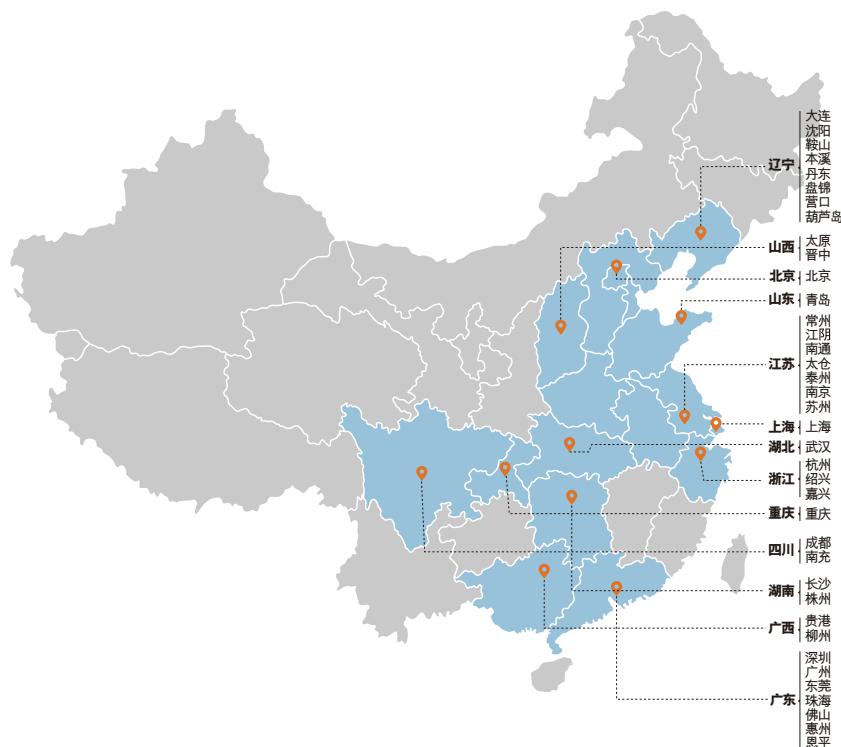 辽宁
大连
沈阳
鞍山
本溪
丹东
盘锦
营口
葫芦岛
山西
太原
晋中
北京
北京
山东
青岛
江苏
常州
江阴
南通
太仓
泰州
南京
苏州
上海
上海
湖北
武汉
浙江
杭州
绍兴
嘉兴
重庆
重庆
四川
成都
南充
湖南
长沙
株州
广西
贵港
柳州
广东
深圳
广州
东莞
珠海
佛山
惠州
恩平